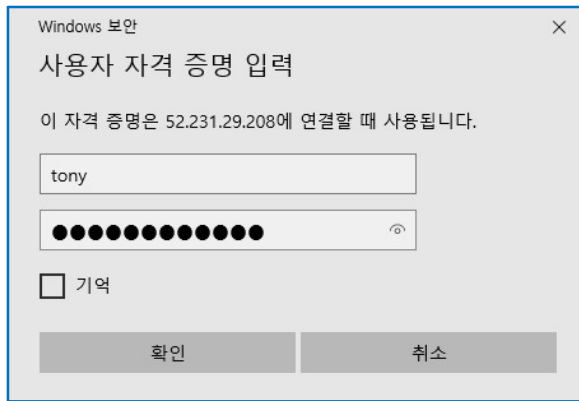 Windows 보안
사용자 자격 증명 입력
이 자격 증명은 52.231.29.208에 연결할 때 사용됩니다.
tony
●●●●●●●●●●●●
기억
확인
취소